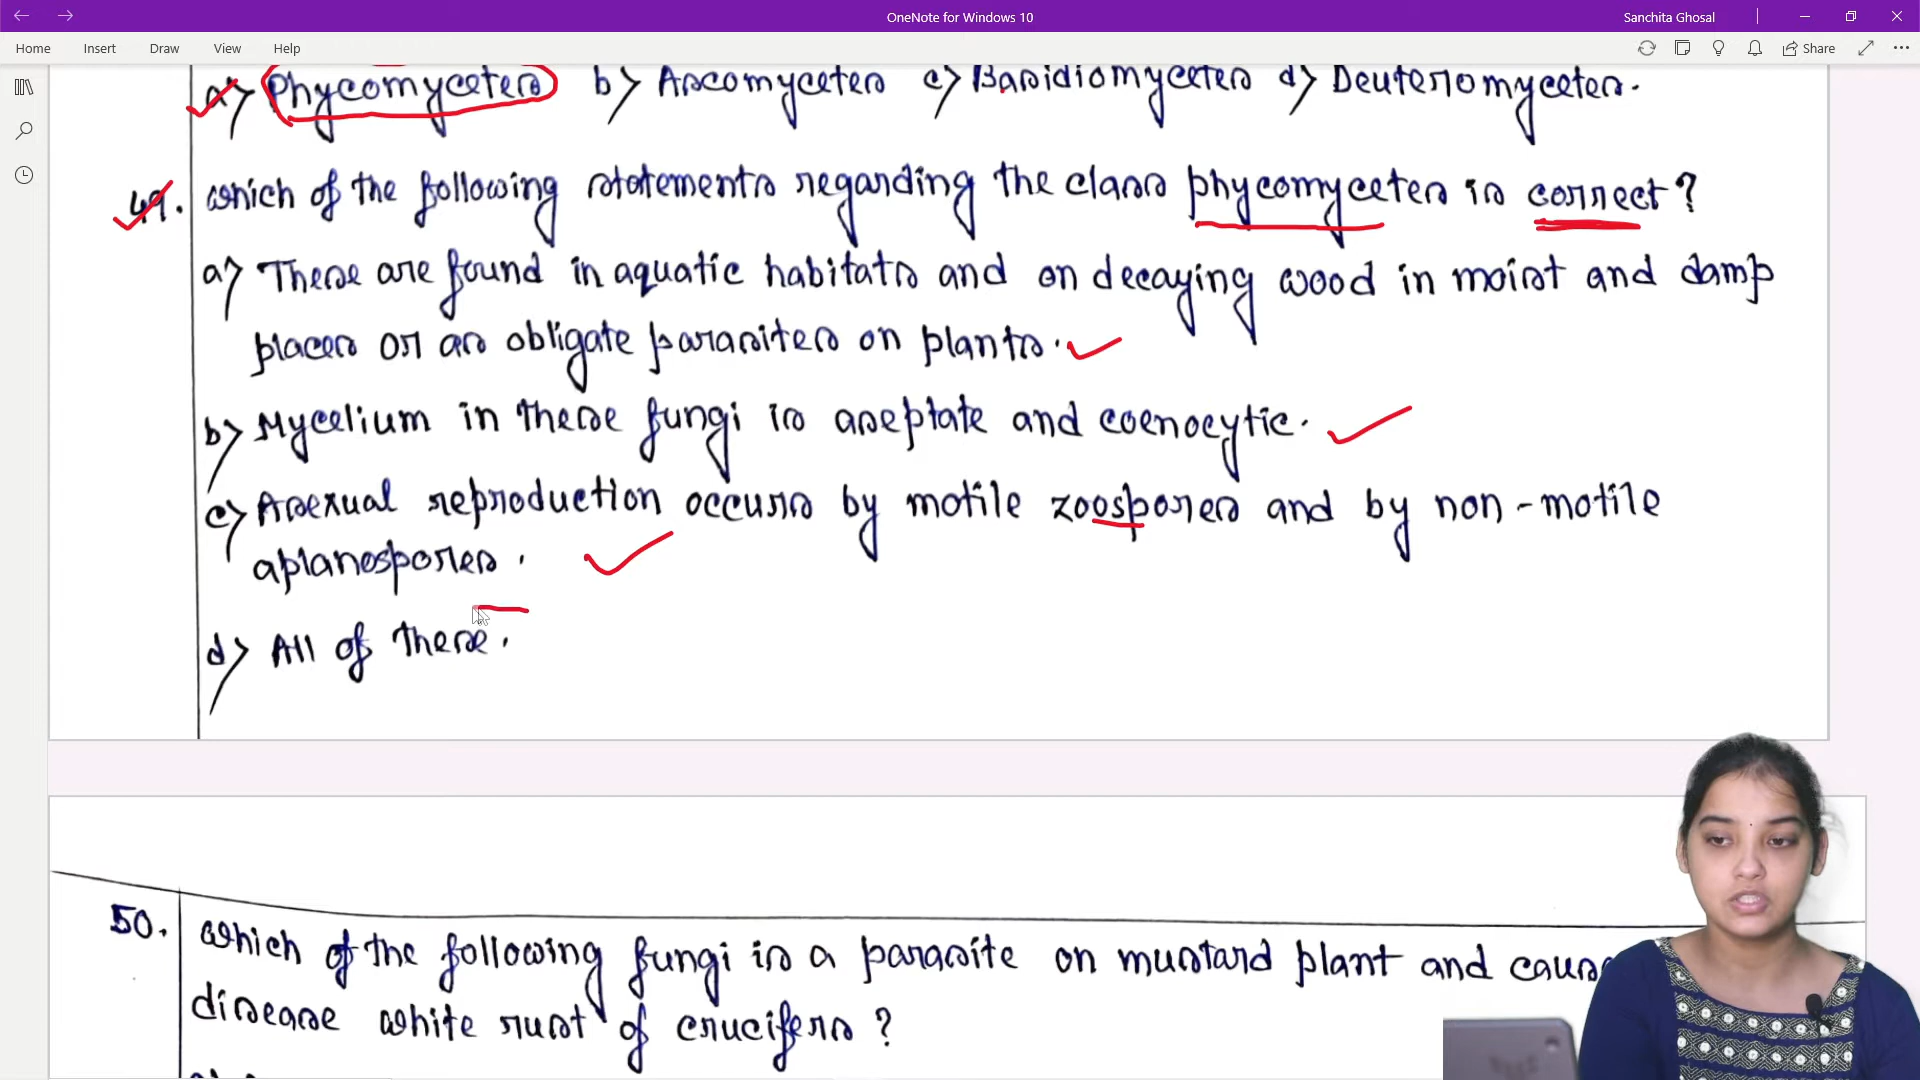 OneNote for Windows 10
Sanchita Ghosal
Home Insert Draw View Help
Share
a) Phycomycetes b) Ascomycetes c) Basidiomycetes d) Deuteromycetes.
49. which of the following statements regarding the class phycomycetes is correct?
a) These are found in aquatic habitats and on decaying wood in moist and damp
places or as obligate parasites on plants.
b) Mycelium in these fungi is aseptate and coenocytic.
c) Asexual reproduction occurs by motile zoospores and by non-motile
aplanospores.
d) All of these.
50. which of the following fungi is a parasite on mustard plant and
disease white rust of crucifers?